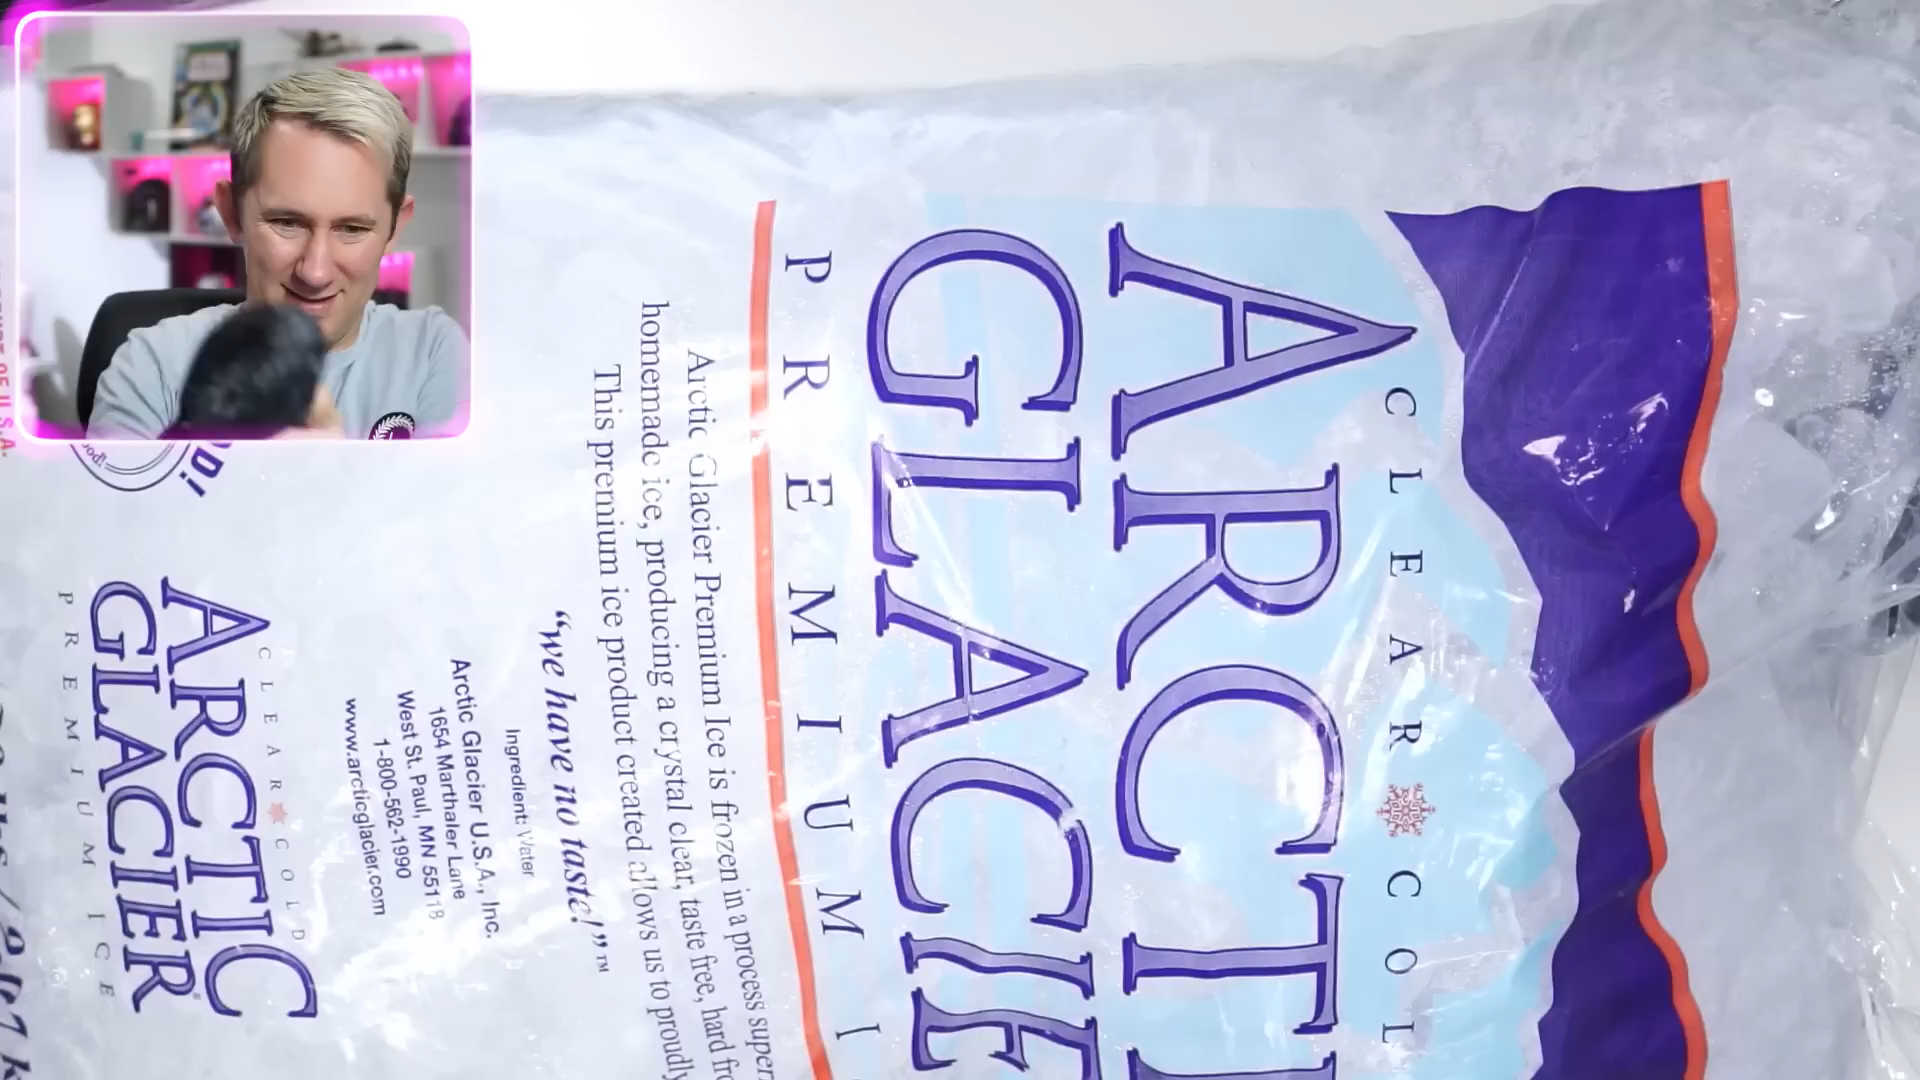 CLEAR COL
ARCTI
GLACIE
PREMIUM I
Arctic Glacier Premium Ice is frozen in a process
homemade ice, producing a crystal clear, taste free, hard
This premium ice product created allows us to proudly
“we have no taste!”™
Ingredient: Water
Arctic Glacier U.S.A., Inc.
1654 Marthaler Lane
West St. Paul, MN 55118
1-800-562-1990
www.arcticglacier.com
CLEAR COLD
ARCTIC
GLACIER
PREMIUM ICE
OF U.S.A.